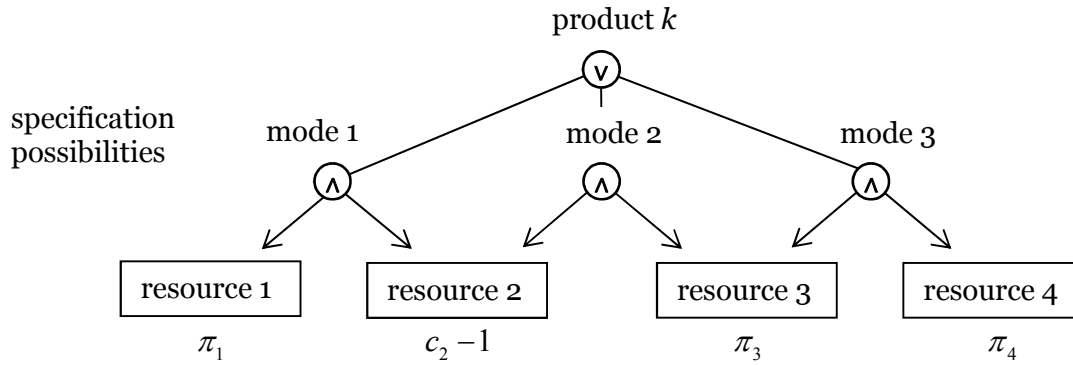 product k
∨
specification
possibilities
mode 1
mode 2
mode 3
∧ ∧ ∧
resource 1
resource 2
resource 3
resource 4
π₁
c₂ − 1
π₃
π₄